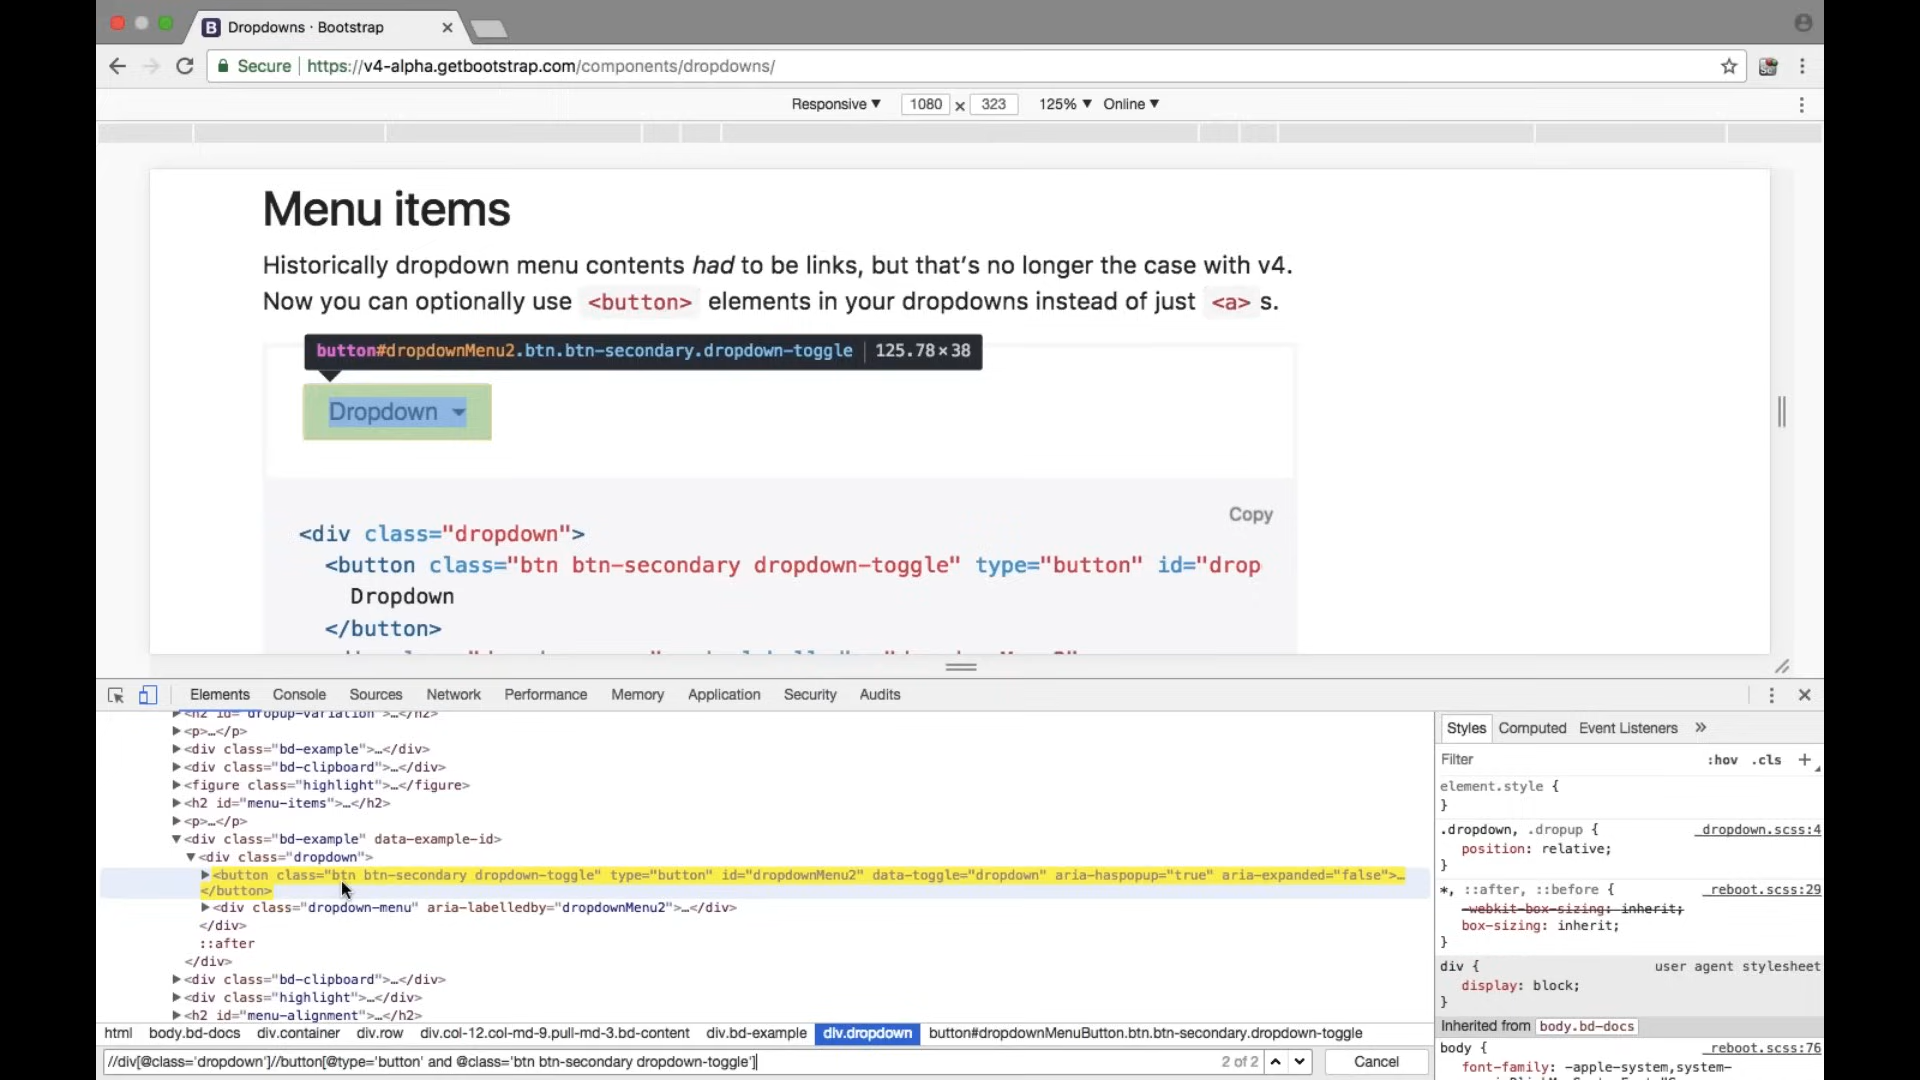 Dropdowns · Bootstrap
Secure https://v4-alpha.getbootstrap.com/components/dropdowns/
Responsive ▼ 1080 x 323 125% ▼ Online ▼
Menu items
Historically dropdown menu contents had to be links, but that's no longer the case with v4.
Now you can optionally use <button> elements in your dropdowns instead of just <a> s.
button#dropdownMenu2.btn.btn-secondary.dropdown-toggle | 125.78 × 38
Dropdown
Copy
<div class="dropdown">
<button class="btn btn-secondary dropdown-toggle" type="button" id="drop
Dropdown
</button>
Elements Console Sources Network Performance Memory Application Security Audits
<h2 id="dropup-variation">…</h2>
<p>…</p>
<div class="bd-example">…</div>
<div class="bd-clipboard">…</div>
<figure class="highlight">…</figure>
<h2 id="menu-items">…</h2>
<p>…</p>
<div class="bd-example" data-example-id>
<div class="dropdown">
<button class="btn btn-secondary dropdown-toggle" type="button" id="dropdownMenu2" data-toggle="dropdown" aria-haspopup="true" aria-expanded="false">…
</button>
<div class="dropdown-menu" aria-labelledby="dropdownMenu2">…</div>
</div>
::after
</div>
<div class="bd-clipboard">…</div>
<div class="highlight">…</div>
<h2 id="menu-alignment">…</h2>
html body.bd-docs div.container div.row div.col-12.col-md-9.pull-md-3.bd-content div.bd-example div.dropdown button#dropdownMenuButton.btn.btn-secondary.dropdown-toggle
//div[@class='dropdown']//button[@type='button' and @class='btn btn-secondary dropdown-toggle'] 2 of 2 Cancel
Styles Computed Event Listeners »
Filter :hov .cls +
element.style {
}
.dropdown, .dropup { _dropdown.scss:4
position: relative;
}
*, ::after, ::before { _reboot.scss:29
-webkit-box-sizing: inherit;
box-sizing: inherit;
}
div { user agent stylesheet
display: block;
}
Inherited from body.bd-docs
body { _reboot.scss:76
font-family: -apple-system,system-